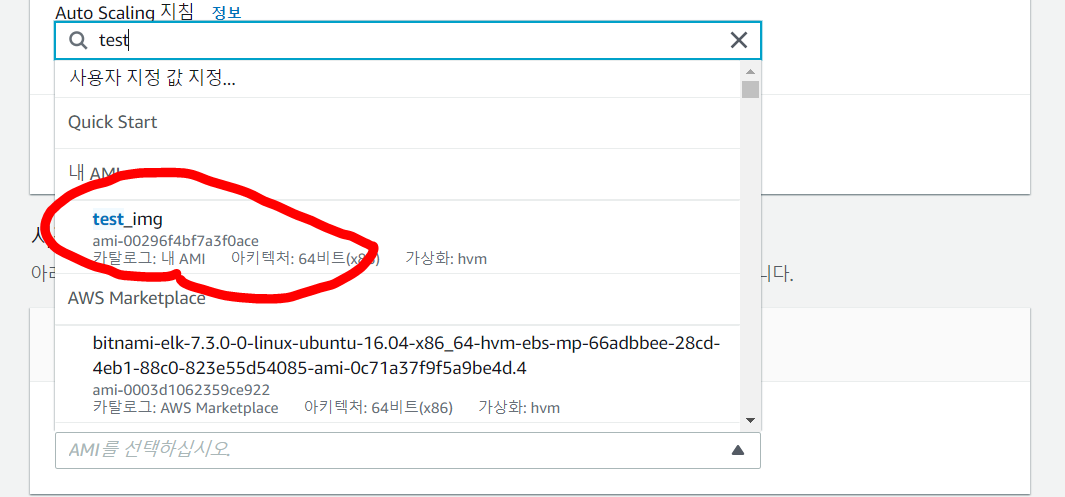 Auto Scaling 지침 정보
test
사용자 지정 값 지정...
Quick Start
내 AMI
test_img
ami-00296f4bf7a3f0ace
카탈로그: 내 AMI 아키텍처: 64비트(x86) 가상화: hvm
니다.
AWS Marketplace
bitnami-elk-7.3.0-0-linux-ubuntu-16.04-x86_64-hvm-ebs-mp-66adbbee-28cd-
4eb1-88c0-823e55d54085-ami-0c71a37f9f5a9be4d.4
ami-0003d1062359ce922
카탈로그: AWS Marketplace 아키텍처: 64비트(x86) 가상화: hvm
AMI를 선택하십시오.